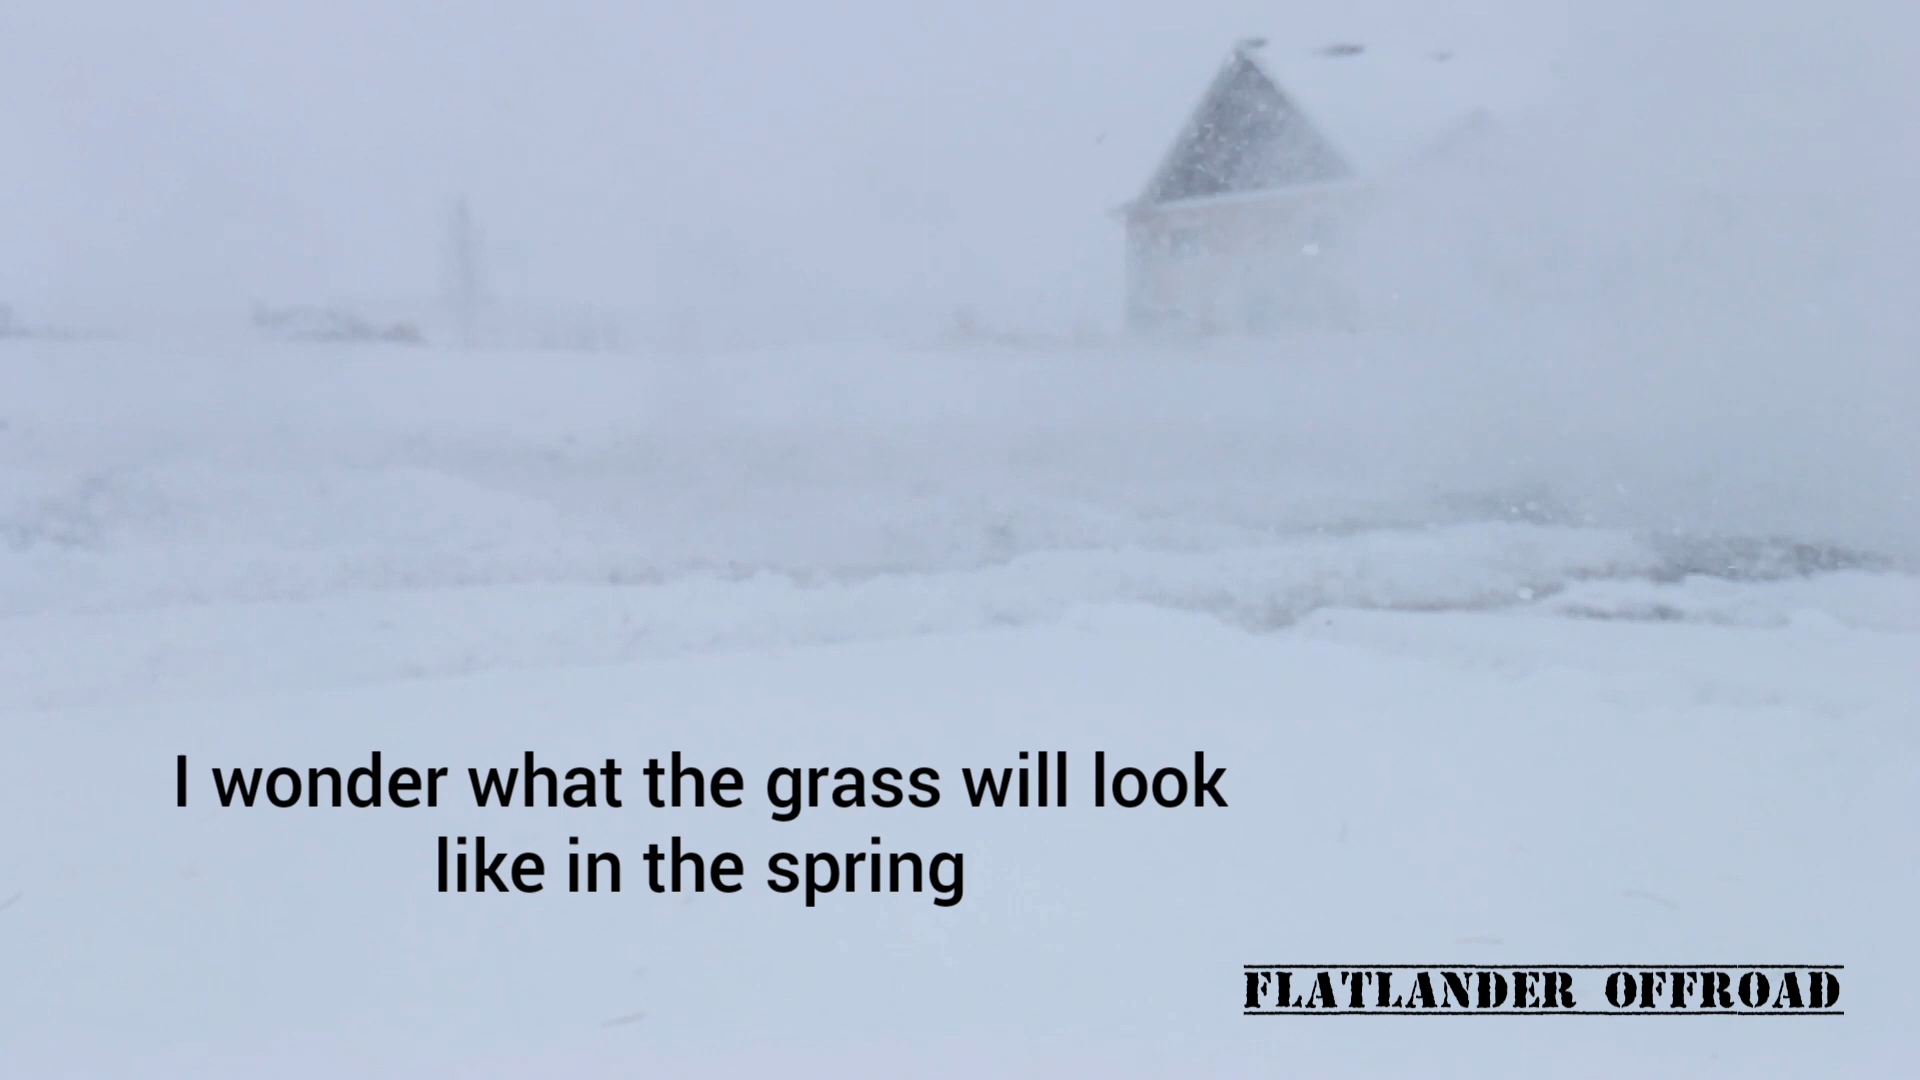 I wonder what the grass will look
like in the spring
FLATLANDER OFFROAD